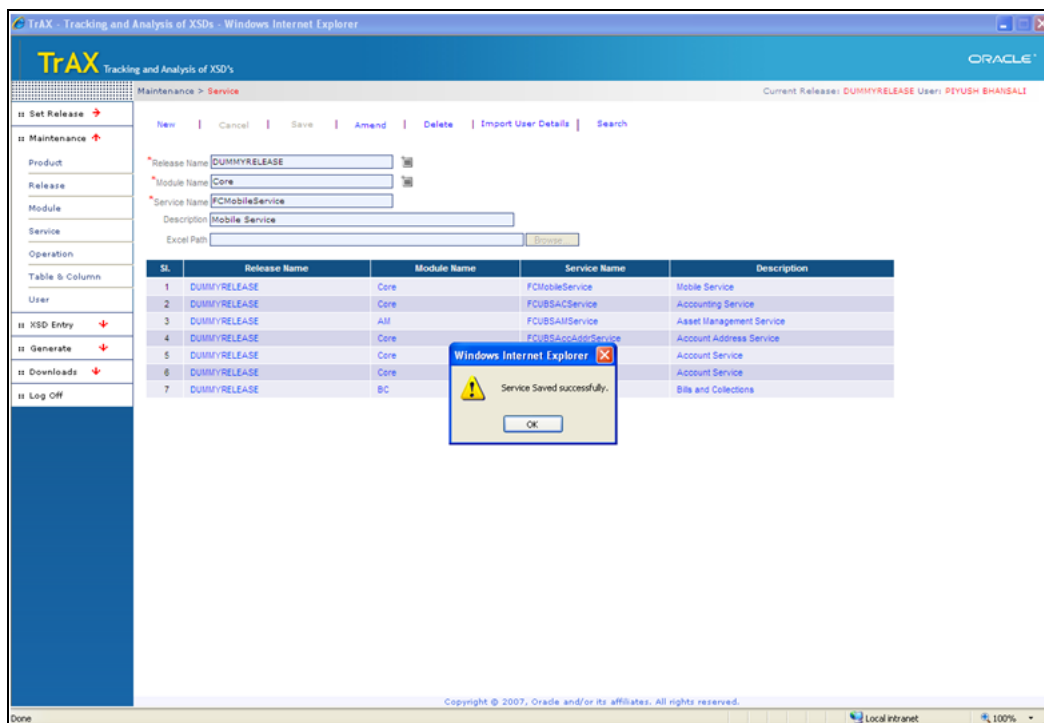 TrAX - Tracking and Analysis of XSDs - Windows Internet Explorer
TrAX Tracking and Analysis of XSD's
ORACLE
Maintenance > Service
Current Release: DUMMYRELEASE User: PIYUSH BHANSALI
Set Release
Maintenance
Product
Release
Module
Service
Operation
Table & Column
User
XSD Entry
Generate
Downloads
Log Off
New | Cancel | Save | Amend | Delete | Import User Details | Search
*Release Name DUMMYRELEASE
*Module Name Core
*Service Name FCMobileService
Description Mobile Service
Excel Path Browse...
Sl. Release Name Module Name Service Name Description
1 DUMMYRELEASE Core FCMobileService Mobile Service
2 DUMMYRELEASE Core FCUBSACService Accounting Service
3 DUMMYRELEASE AM FCUBSAMService Asset Management Service
4 DUMMYRELEASE Core FCUBSAccAddrService Account Address Service
5 DUMMYRELEASE Core Account Service
6 DUMMYRELEASE Core Account Service
7 DUMMYRELEASE BC Bills and Collections
Windows Internet Explorer
Service Saved successfully.
OK
Copyright @ 2007, Oracle and/or its affiliates. All rights reserved.
Done
Local intranet
100%